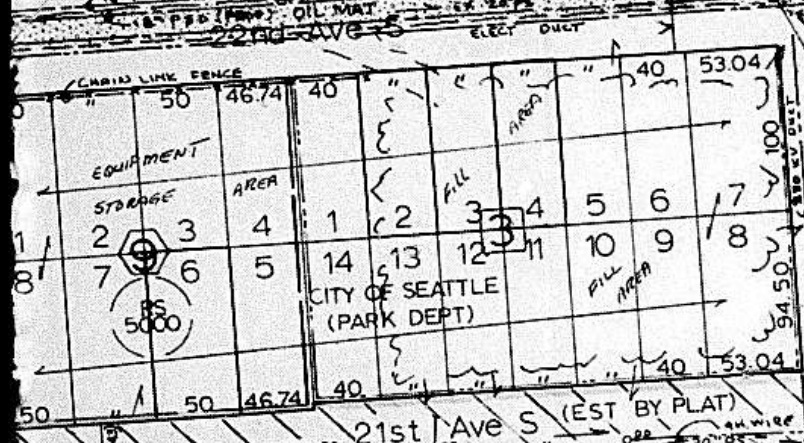 OIL MAT
22nd Ave S
ELECT DUCT
CHAIN LINK FENCE
" 50 46.74 40 " " " " 40 53.04
EQUIPMENT
STORAGE AREA
FILL AREA
100
1 2 3 4 1 2 3 4 5 6 7
9 3
8 7 6 5 14 13 12 11 10 9 8
RS
5000
CITY OF SEATTLE
(PARK DEPT)
FILL AREA
94.50
50 " 50 46.74 40 " " " " 40 53.04
21st Ave S (EST BY PLAT)